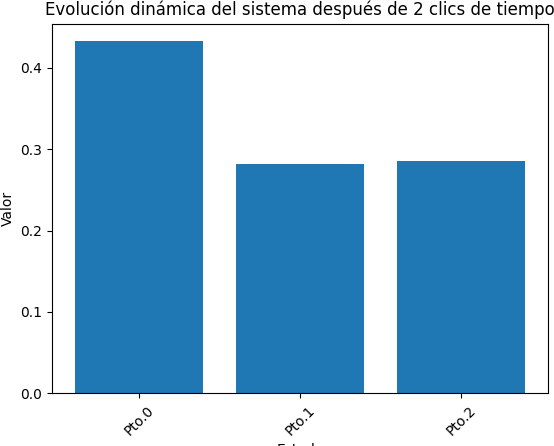 Evolución dinámica del sistema después de 2 clics de tiempo
0.4
0.3
0.2
0.1
0.0
Valor
Pto.0
Pto.1
Pto.2